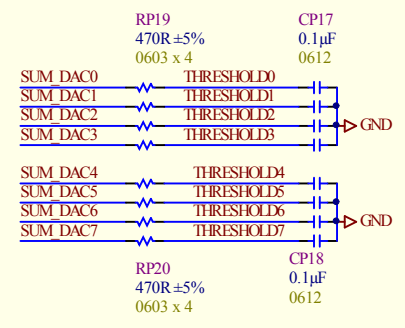 RP19
470R ±5%
0603 x 4
CP17
0.1µF
0612
SUM_DAC0 THRESHOLD0
SUM_DAC1 THRESHOLD1
SUM_DAC2 THRESHOLD2
SUM_DAC3 THRESHOLD3
GND
SUM_DAC4 THRESHOLD4
SUM_DAC5 THRESHOLD5
SUM_DAC6 THRESHOLD6
SUM_DAC7 THRESHOLD7
GND
RP20
470R ±5%
0603 x 4
CP18
0.1µF
0612